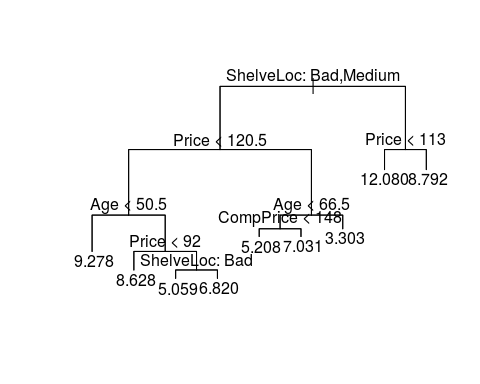 ShelveLoc: Bad,Medium
Price < 120.5
Price < 113
12.080
8.792
Age < 50.5
Age < 66.5
CompPrice < 148
9.278
Price < 92
5.208
7.031
3.303
8.628
ShelveLoc: Bad
5.059
6.820